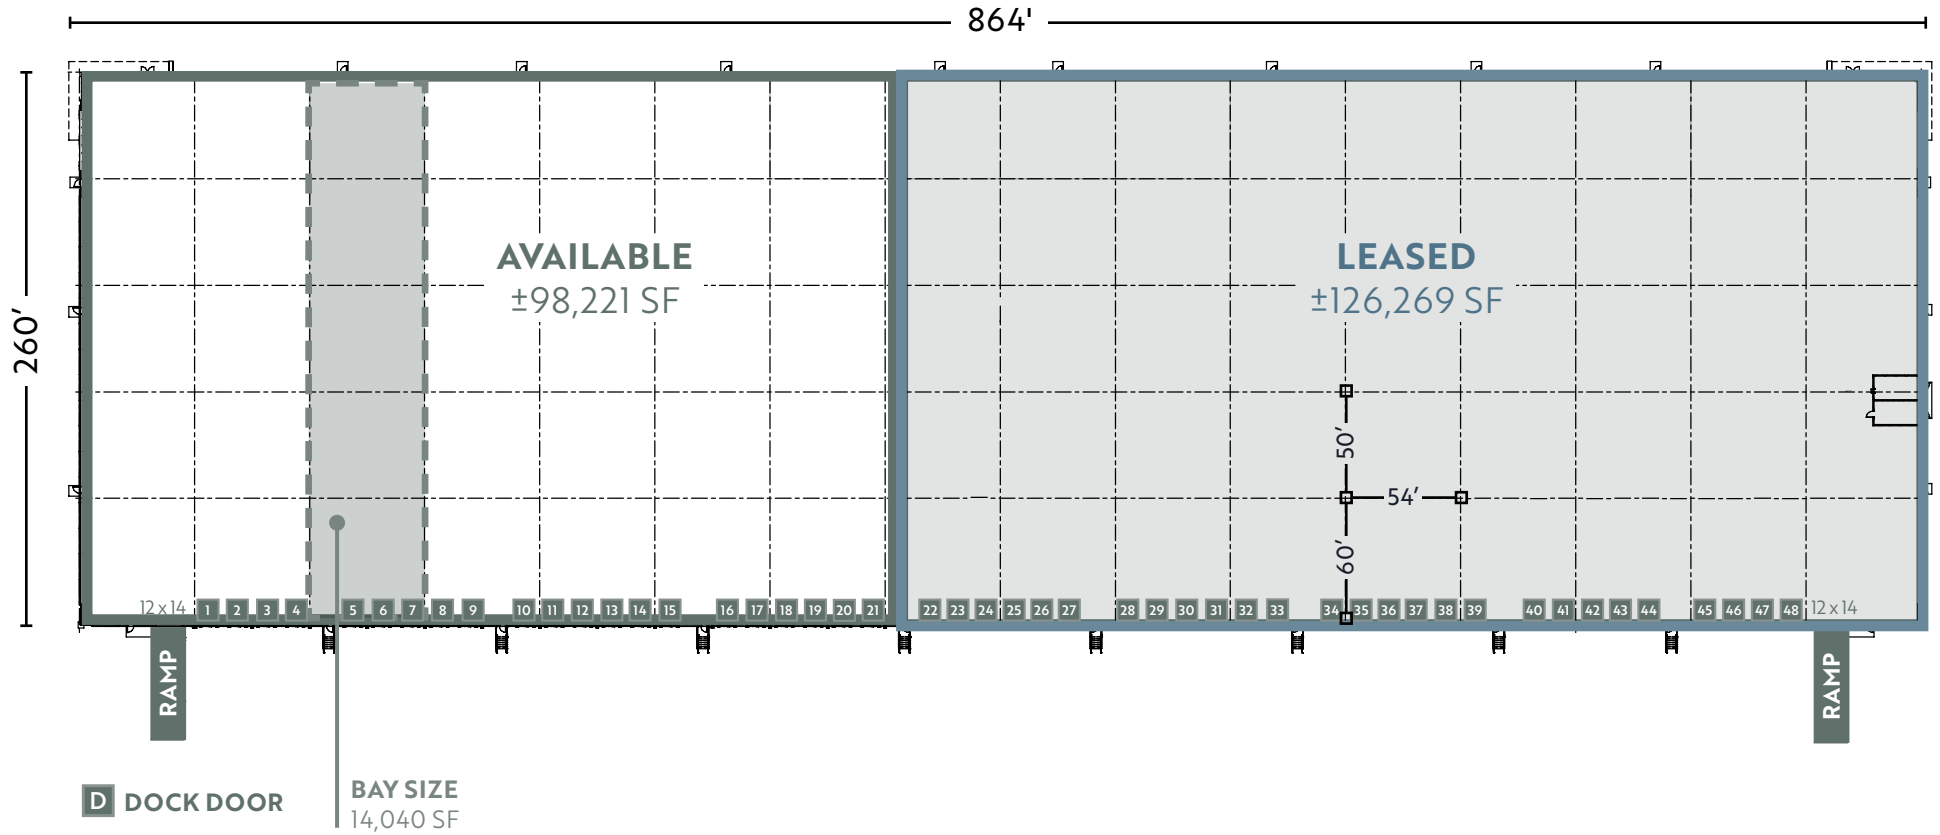 864'
260’
AVAILABLE
±98,221 SF
LEASED
±126,269 SF
50’
54’
60’
12 x 14 1 2 3 4 5 6 7 8 9 10 11 12 13 14 15 16 17 18 19 20 21 22 23 24 25 26 27 28 29 30 31 32 33 34 35 36 37 38 39 40 41 42 43 44 45 46 47 48 12 x 14
RAMP
RAMP
D DOCK DOOR
BAY SIZE
14,040 SF